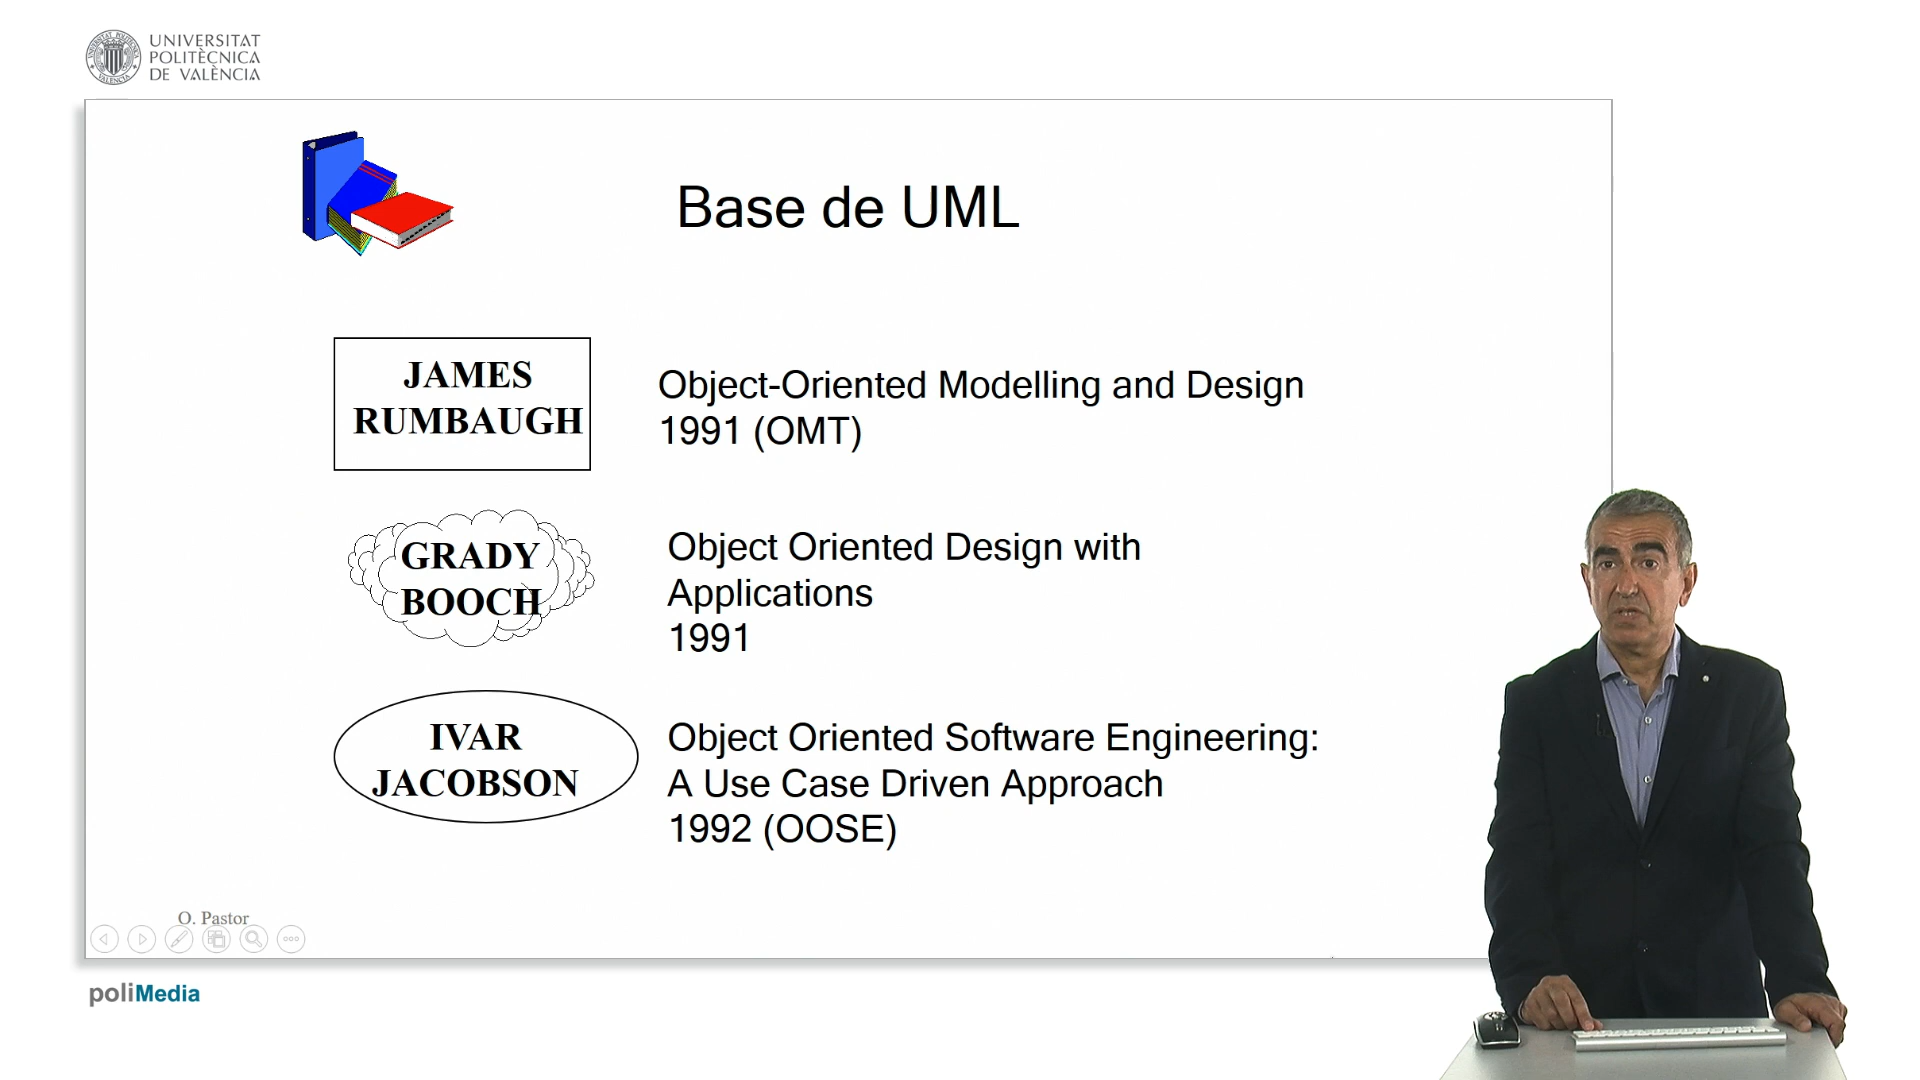 UNIVERSITAT
POLITÈCNICA
DE VALÈNCIA
Base de UML
JAMES
RUMBAUGH
Object-Oriented Modelling and Design
1991 (OMT)
GRADY
BOOCH
Object Oriented Design with
Applications
1991
IVAR
JACOBSON
Object Oriented Software Engineering:
A Use Case Driven Approach
1992 (OOSE)
O. Pastor
poliMedia